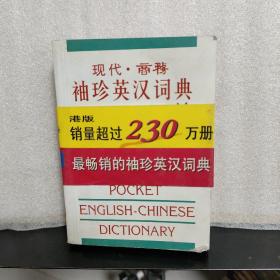 现代·商務
袖珍英汉词典
港版
销量超过230万册
最畅销的袖珍英汉词典
POCKET
ENGLISH-CHINESE
DICTIONARY